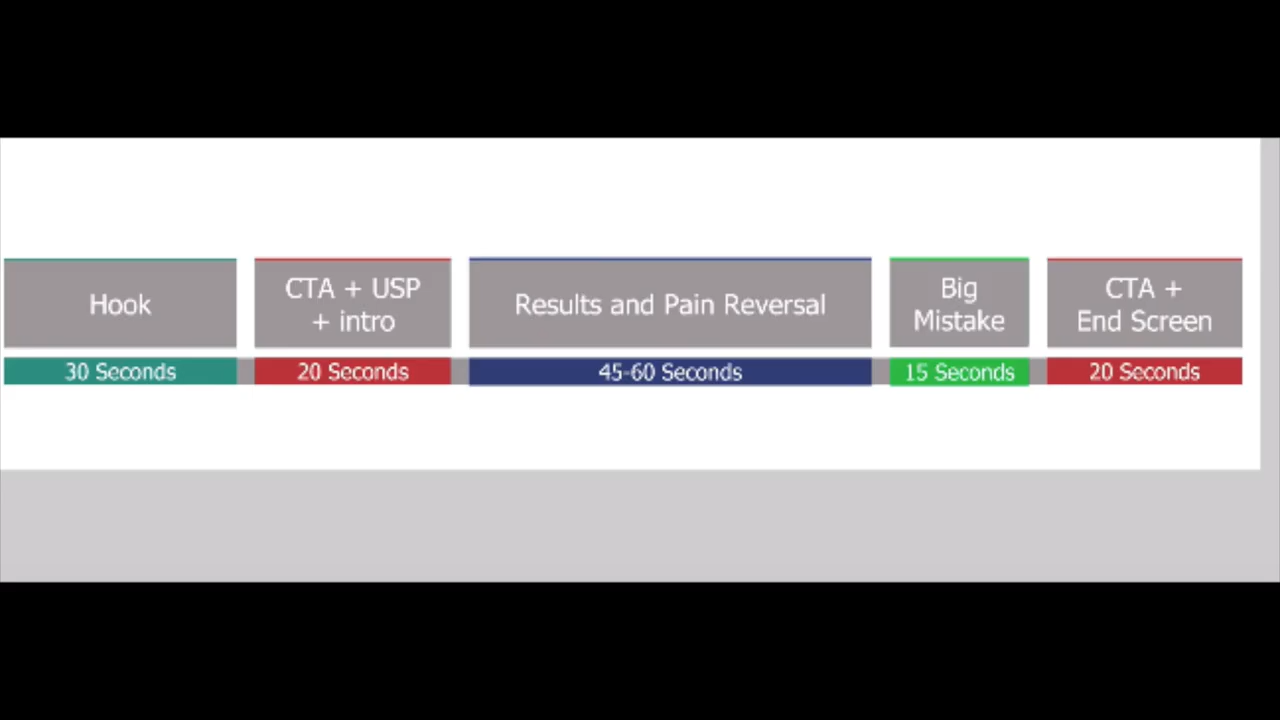 Hook
CTA + USP
+ intro
Results and Pain Reversal
Big
Mistake
CTA +
End Screen
30 Seconds
20 Seconds
45-60 Seconds
15 Seconds
20 Seconds